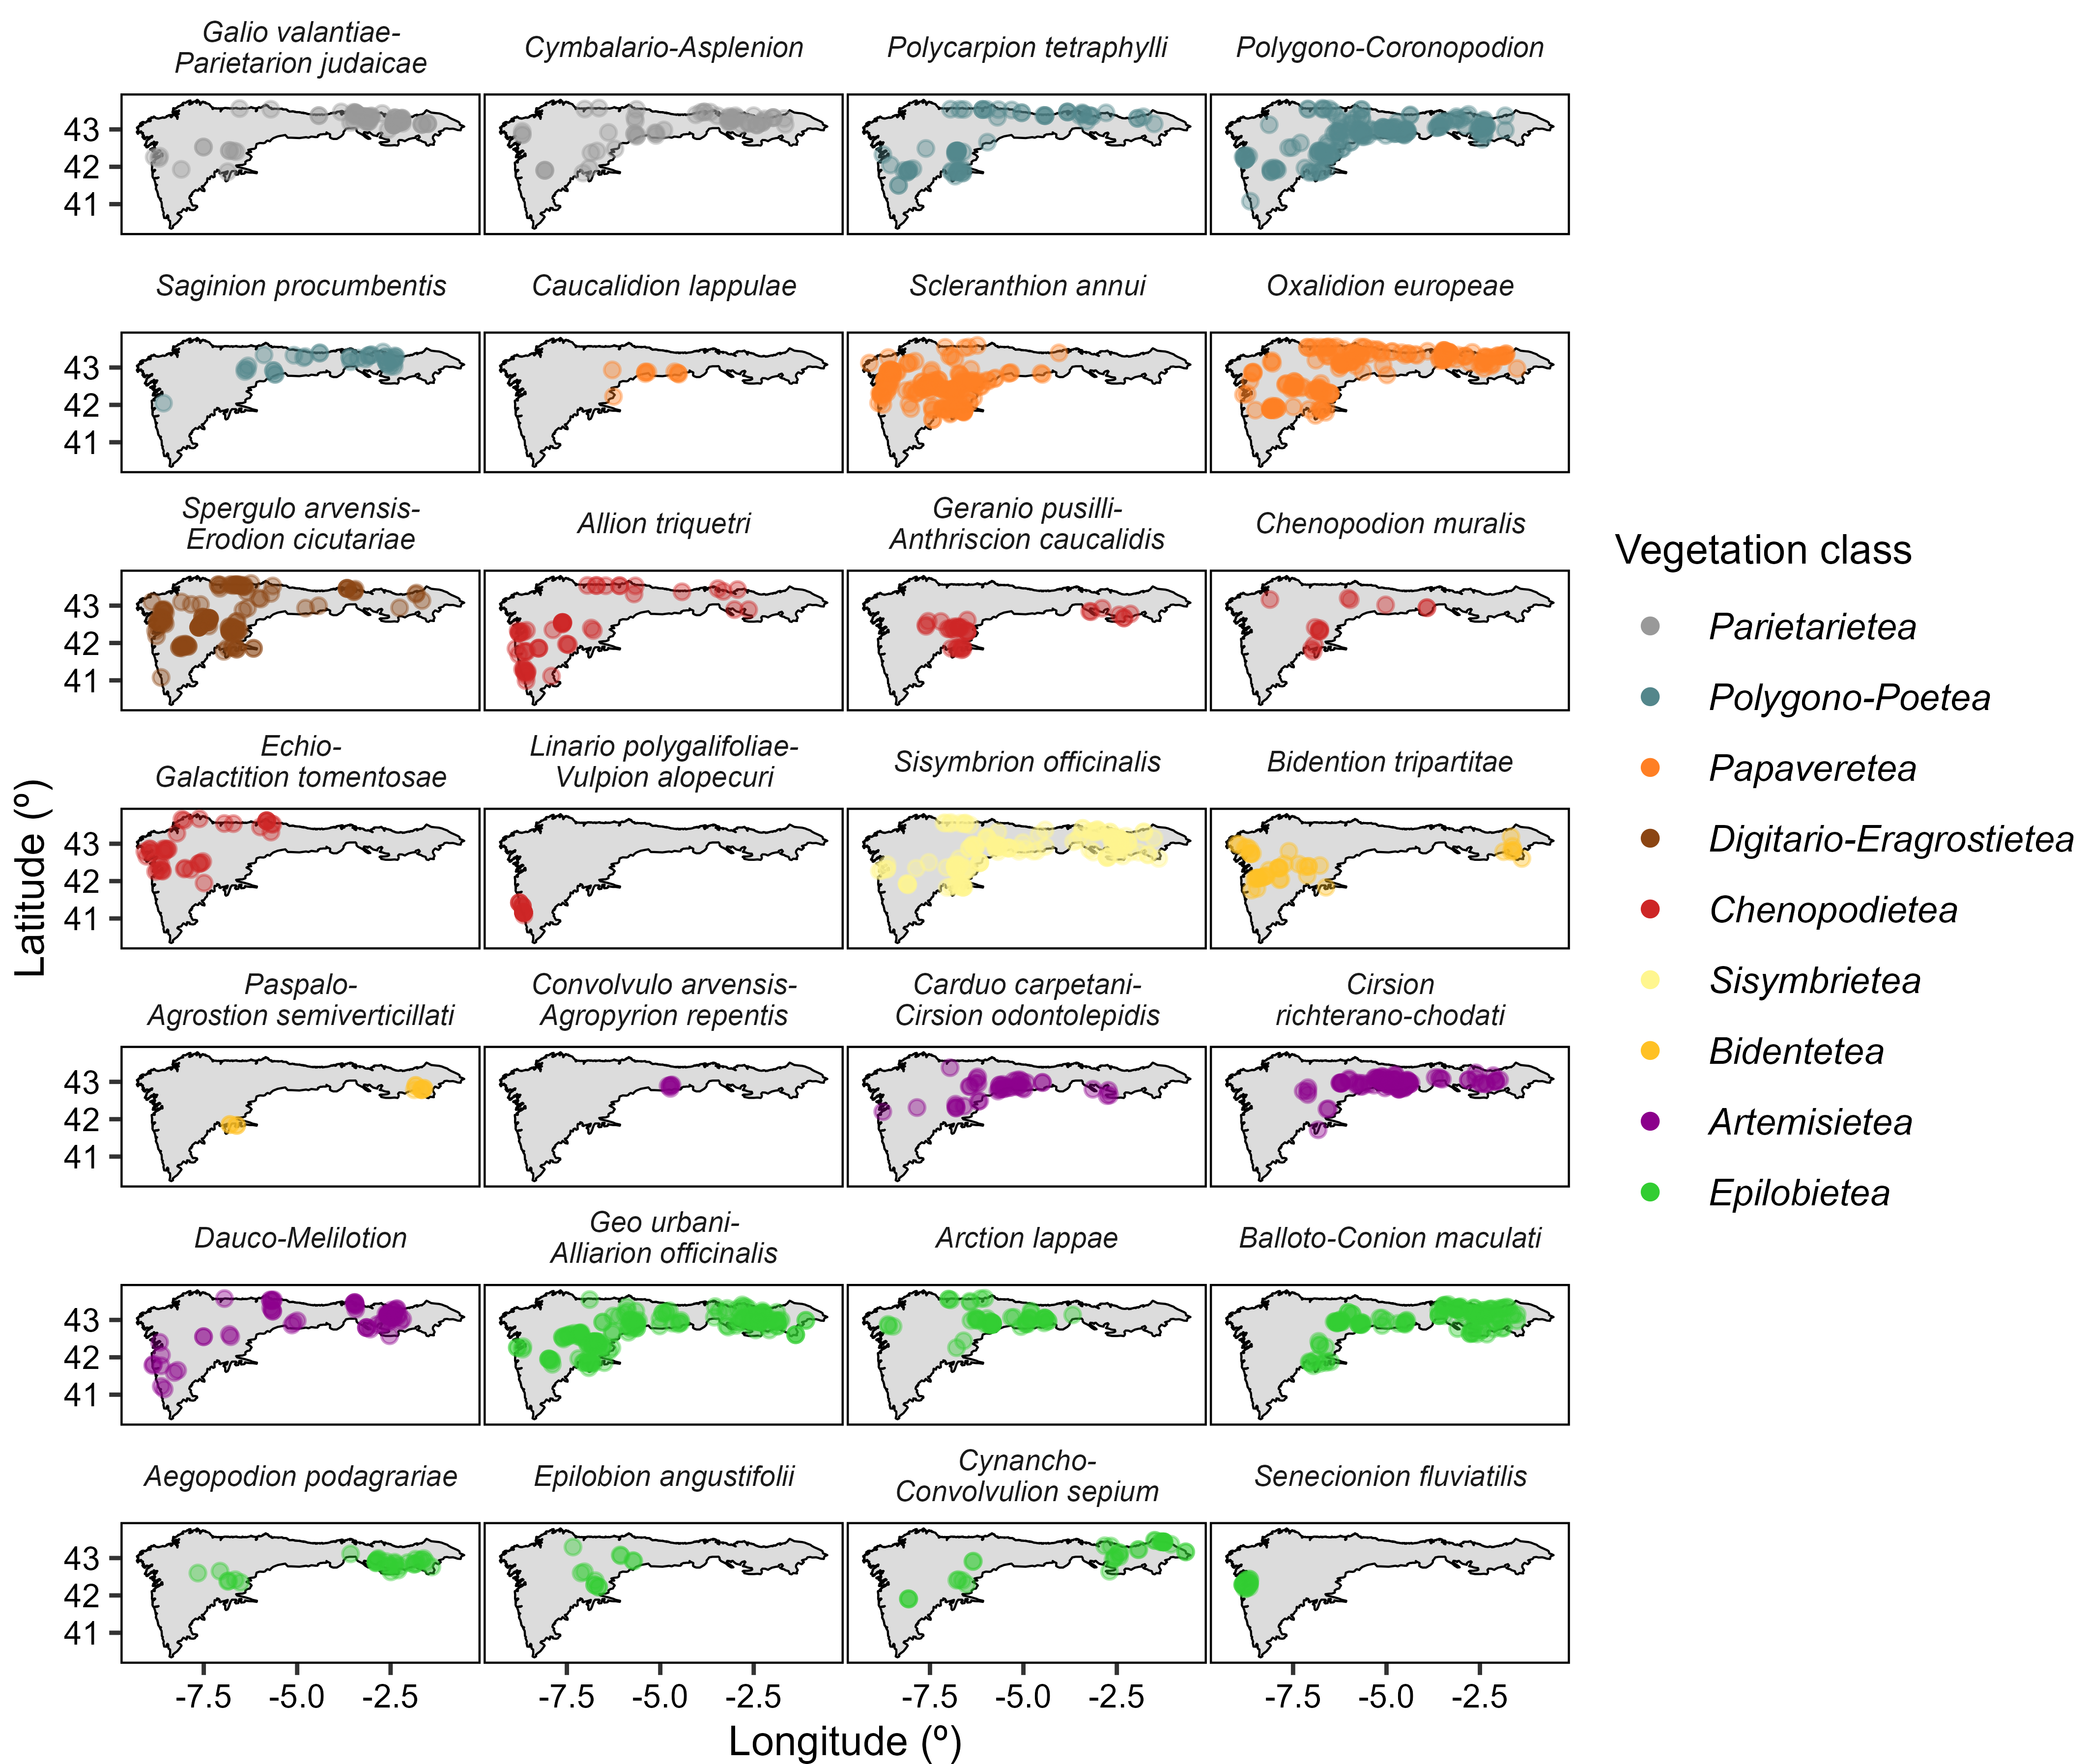 Galio valantiae-
Parietarion judaicae
Cymbalario-Asplenion
Polycarpion tetraphylli
Polygono-Coronopodion
43
42
41
Saginion procumbentis
Caucalidion lappulae
Scleranthion annui
Oxalidion europeae
43
42
41
Spergulo arvensis-
Erodion cicutariae
Allion triquetri
Geranio pusilli-
Anthriscion caucalidis
Chenopodion muralis
43
42
41
Echio-
Galactition tomentosae
Linario polygalifoliae-
Vulpion alopecuri
Sisymbrion officinalis
Bidention tripartitae
43
42
41
Paspalo-
Agrostion semiverticillati
Convolvulo arvensis-
Agropyrion repentis
Carduo carpetani-
Cirsion odontolepidis
Cirsion
richterano-chodati
43
42
41
Dauco-Melilotion
Geo urbani-
Alliarion officinalis
Arction lappae
Balloto-Conion maculati
43
42
41
Aegopodion podagrariae
Epilobion angustifolii
Cynancho-
Convolvulion sepium
Senecionion fluviatilis
43
42
41
-7.5 -5.0 -2.5
-7.5 -5.0 -2.5
-7.5 -5.0 -2.5
-7.5 -5.0 -2.5
Longitude (º)
Latitude (º)
Vegetation class
Parietarietea
Polygono-Poetea
Papaveretea
Digitario-Eragrostietea
Chenopodietea
Sisymbrietea
Bidentetea
Artemisietea
Epilobietea